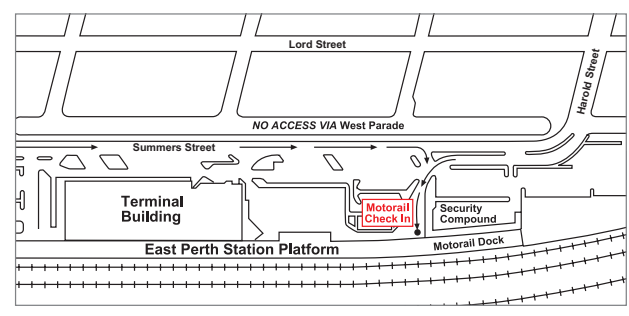 Lord Street
Harold Street
NO ACCESS VIA West Parade
Summers Street
Terminal
Building
Motorail
Check In
Security
Compound
East Perth Station Platform
Motorail Dock